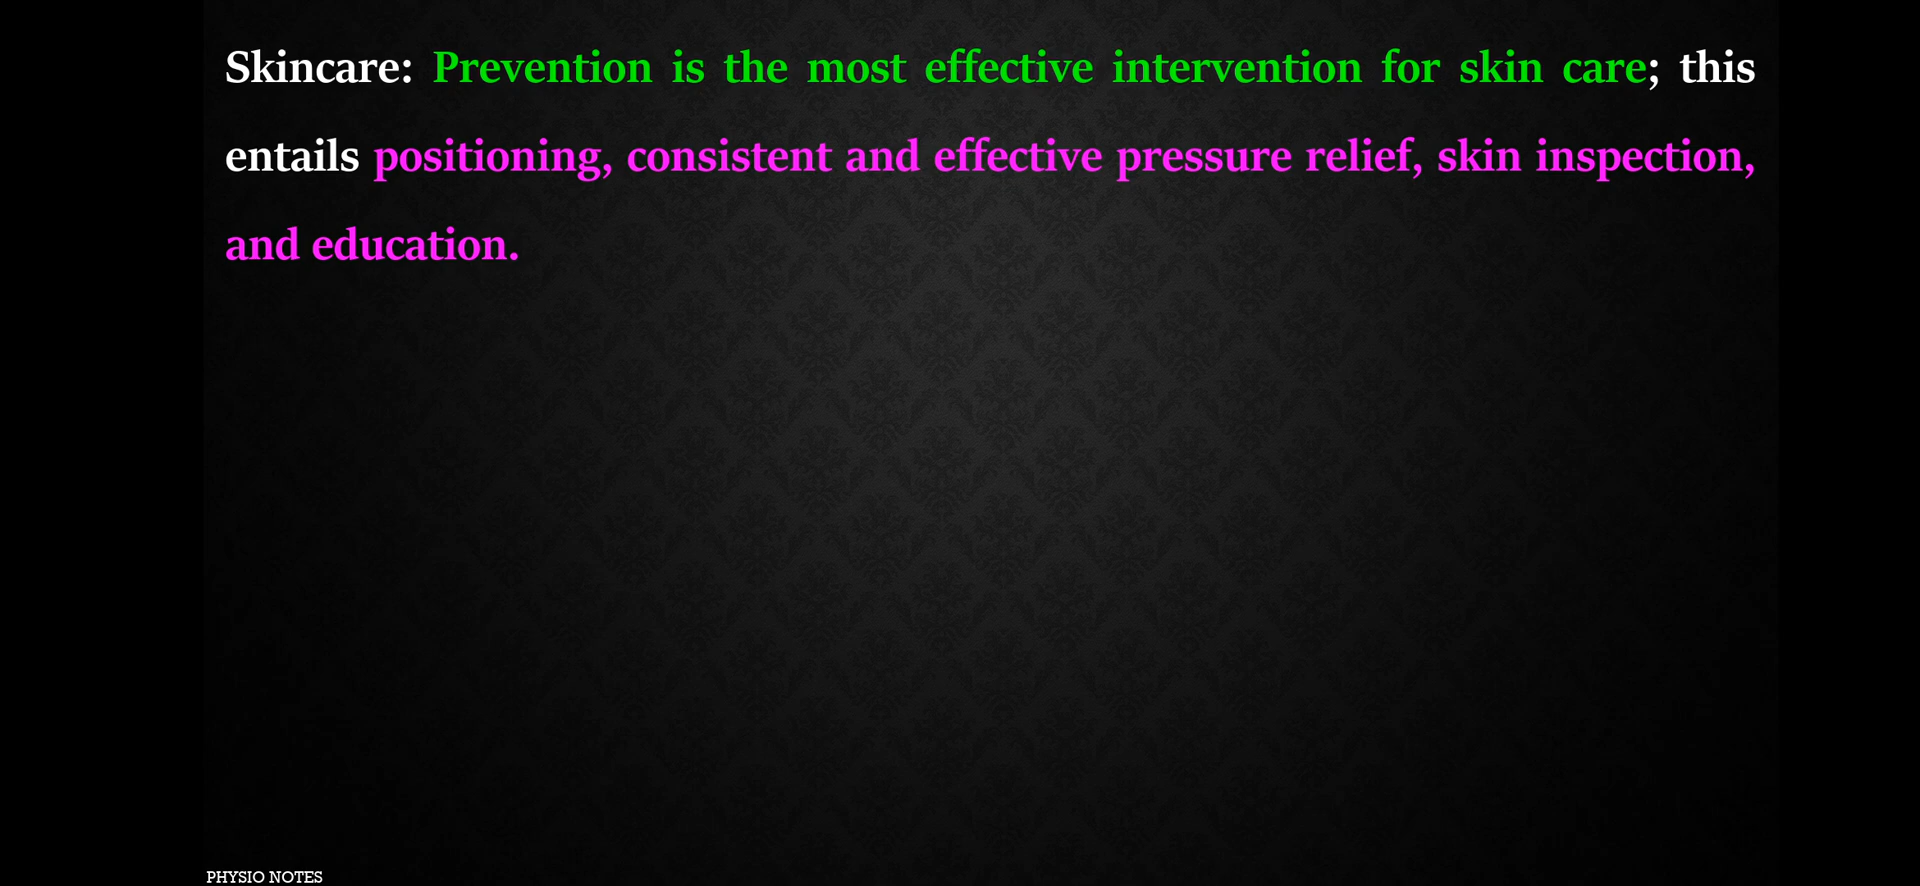 Skincare: Prevention is the most effective intervention for skin care; this
entails positioning, consistent and effective pressure relief, skin inspection,
and education.
PHYSIO NOTES